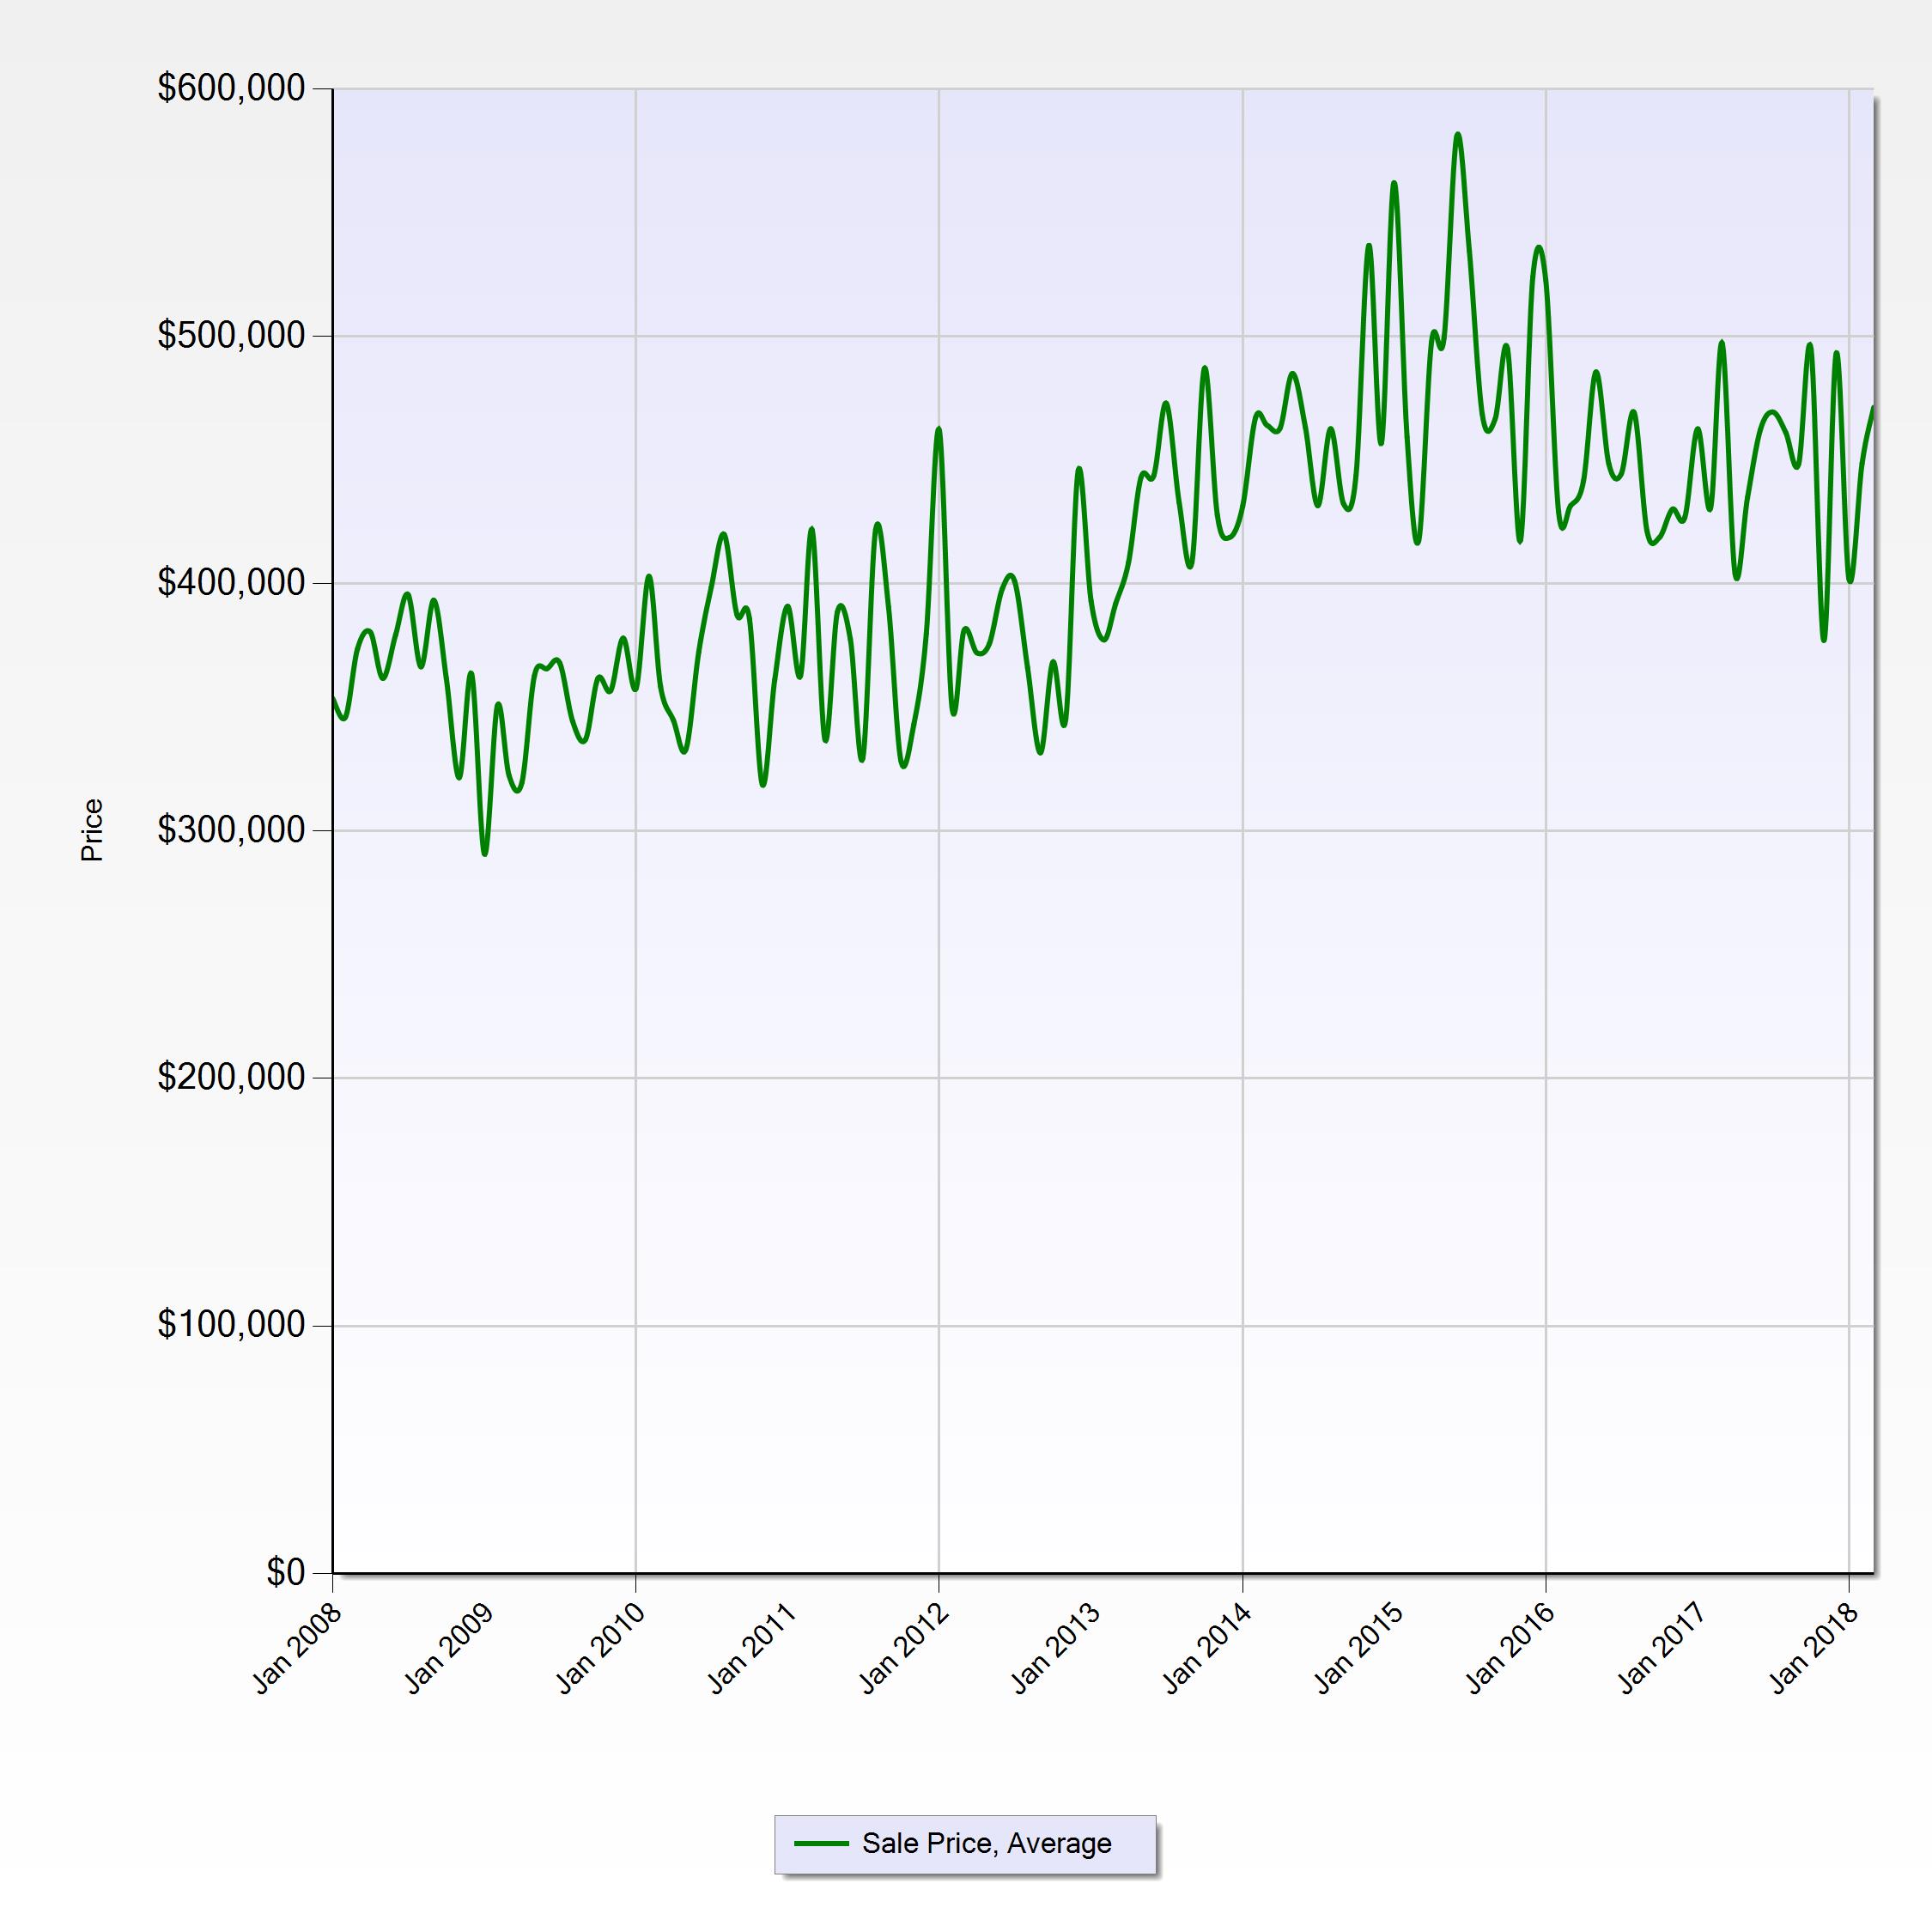 $600,000
$500,000
$400,000
$300,000
$200,000
$100,000
$0
Price
Jan 2008
Jan 2009
Jan 2010
Jan 2011
Jan 2012
Jan 2013
Jan 2014
Jan 2015
Jan 2016
Jan 2017
Jan 2018
Sale Price, Average